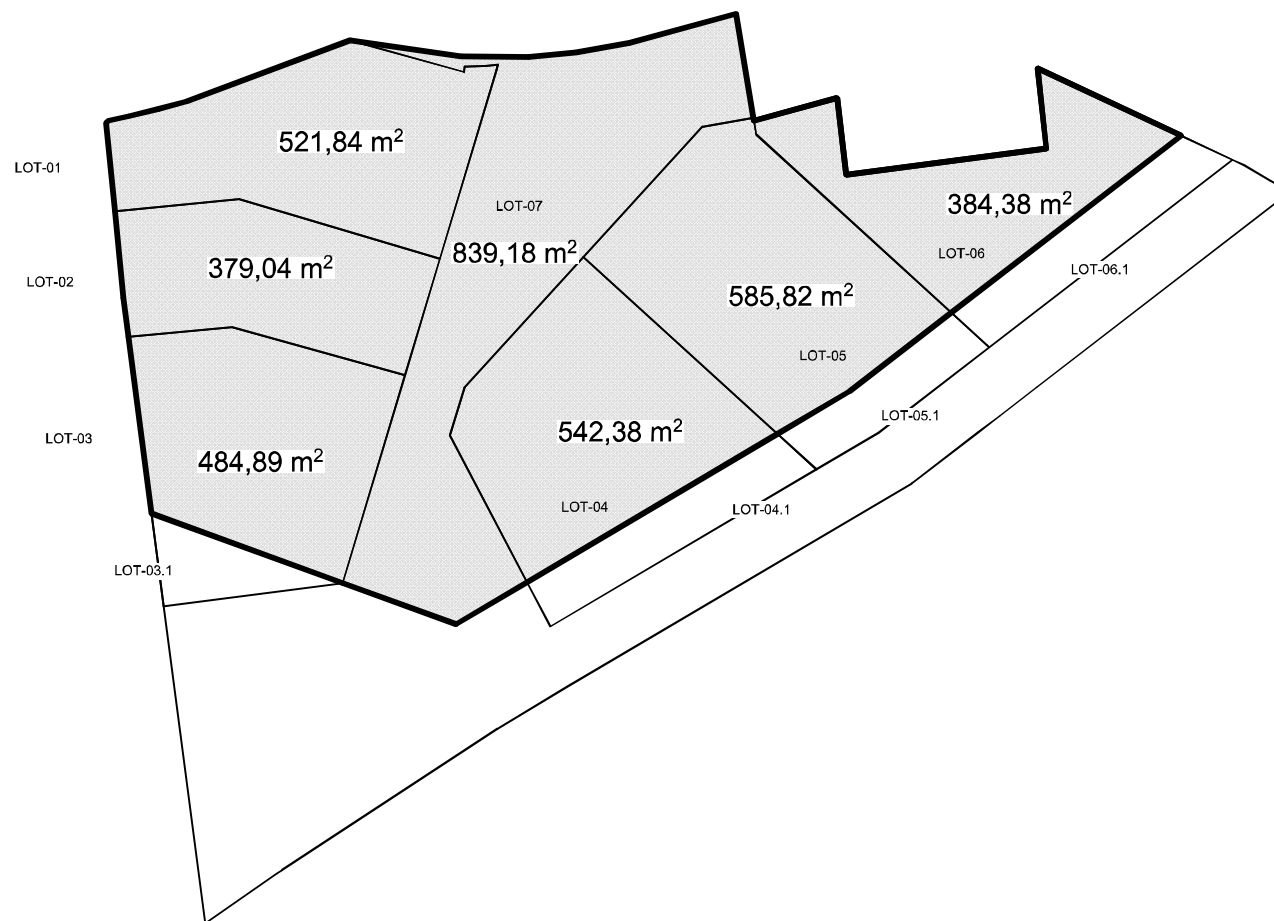 521,84 m²
LOT-01
LOT-07
384,38 m²
839,18 m²
LOT-06
379,04 m²
LOT-06.1
LOT-02
585,82 m²
LOT-05
LOT-05.1
542,38 m²
LOT-03
484,89 m²
LOT-04
LOT-04.1
LOT-03.1